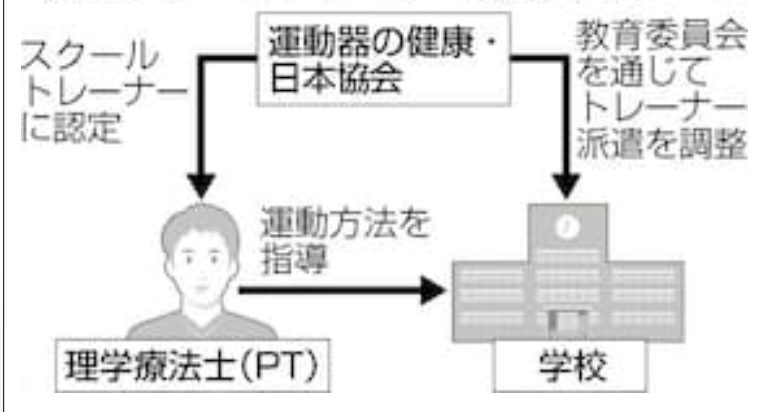 運動器の健康・
日本協会
スクール
トレーナー
に認定
教育委員会
を通じて
トレーナー
派遣を調整
運動方法を
指導
理学療法士(PT)
学校